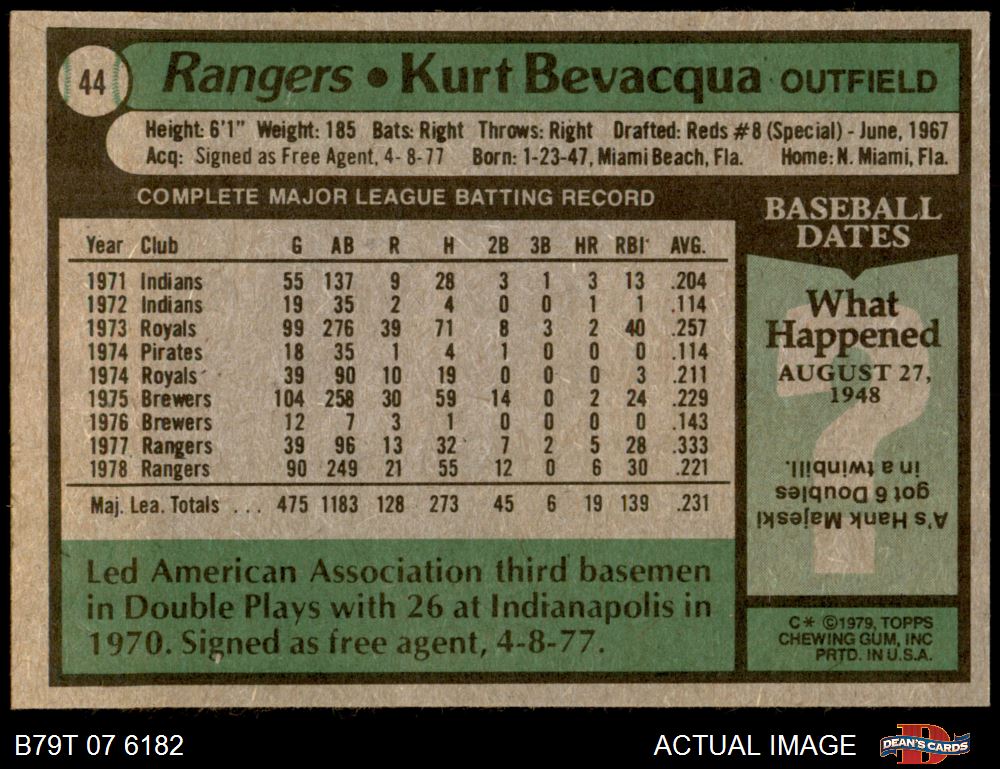 44
Rangers • Kurt Bevacqua OUTFIELD
Height: 6'1" Weight: 185 Bats: Right Throws: Right Drafted: Reds #8 (Special) - June, 1967
Acq: Signed as Free Agent, 4-8-77 Born: 1-23-47, Miami Beach, Fla. Home: N. Miami, Fla.
COMPLETE MAJOR LEAGUE BATTING RECORD
Year Club G AB R H 2B 3B HR RBI AVG.
1971 Indians 55 137 9 28 3 1 3 13 .204
1972 Indians 19 35 2 4 0 0 1 1 .114
1973 Royals 99 276 39 71 8 3 2 40 .257
1974 Pirates 18 35 1 4 1 0 0 0 .114
1974 Royals 39 90 10 19 0 0 0 3 .211
1975 Brewers 104 258 30 59 14 0 2 24 .229
1976 Brewers 12 7 3 1 0 0 0 0 .143
1977 Rangers 39 96 13 32 7 2 5 28 .333
1978 Rangers 90 249 21 55 12 0 6 30 .221
Maj. Lea. Totals . . . 475 1183 128 273 45 6 19 139 .231
Led American Association third basemen
in Double Plays with 26 at Indianapolis in
1970. Signed as free agent, 4-8-77.
BASEBALL
DATES
What
Happened
AUGUST 27,
1948
A's Hank Majeski
got 6 Doubles
in a twinbill.
C* ©1979, TOPPS
CHEWING GUM, INC
PRTD. IN U.S.A.
B79T 07 6182
ACTUAL IMAGE
DEAN'S CARDS